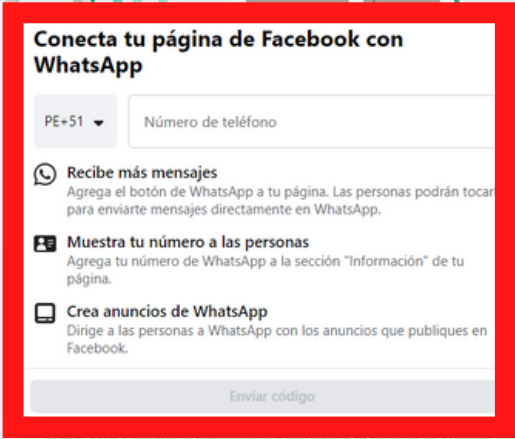 Conecta tu página de Facebook con
WhatsApp
PE+51
Número de teléfono
Recibe más mensajes
Agrega el botón de WhatsApp a tu página. Las personas podrán tocar
para enviarte mensajes directamente en WhatsApp.
Muestra tu número a las personas
Agrega tu número de WhatsApp a la sección "Información" de tu
página.
Crea anuncios de WhatsApp
Dirige a las personas a WhatsApp con los anuncios que publiques en
Facebook.
Enviar código